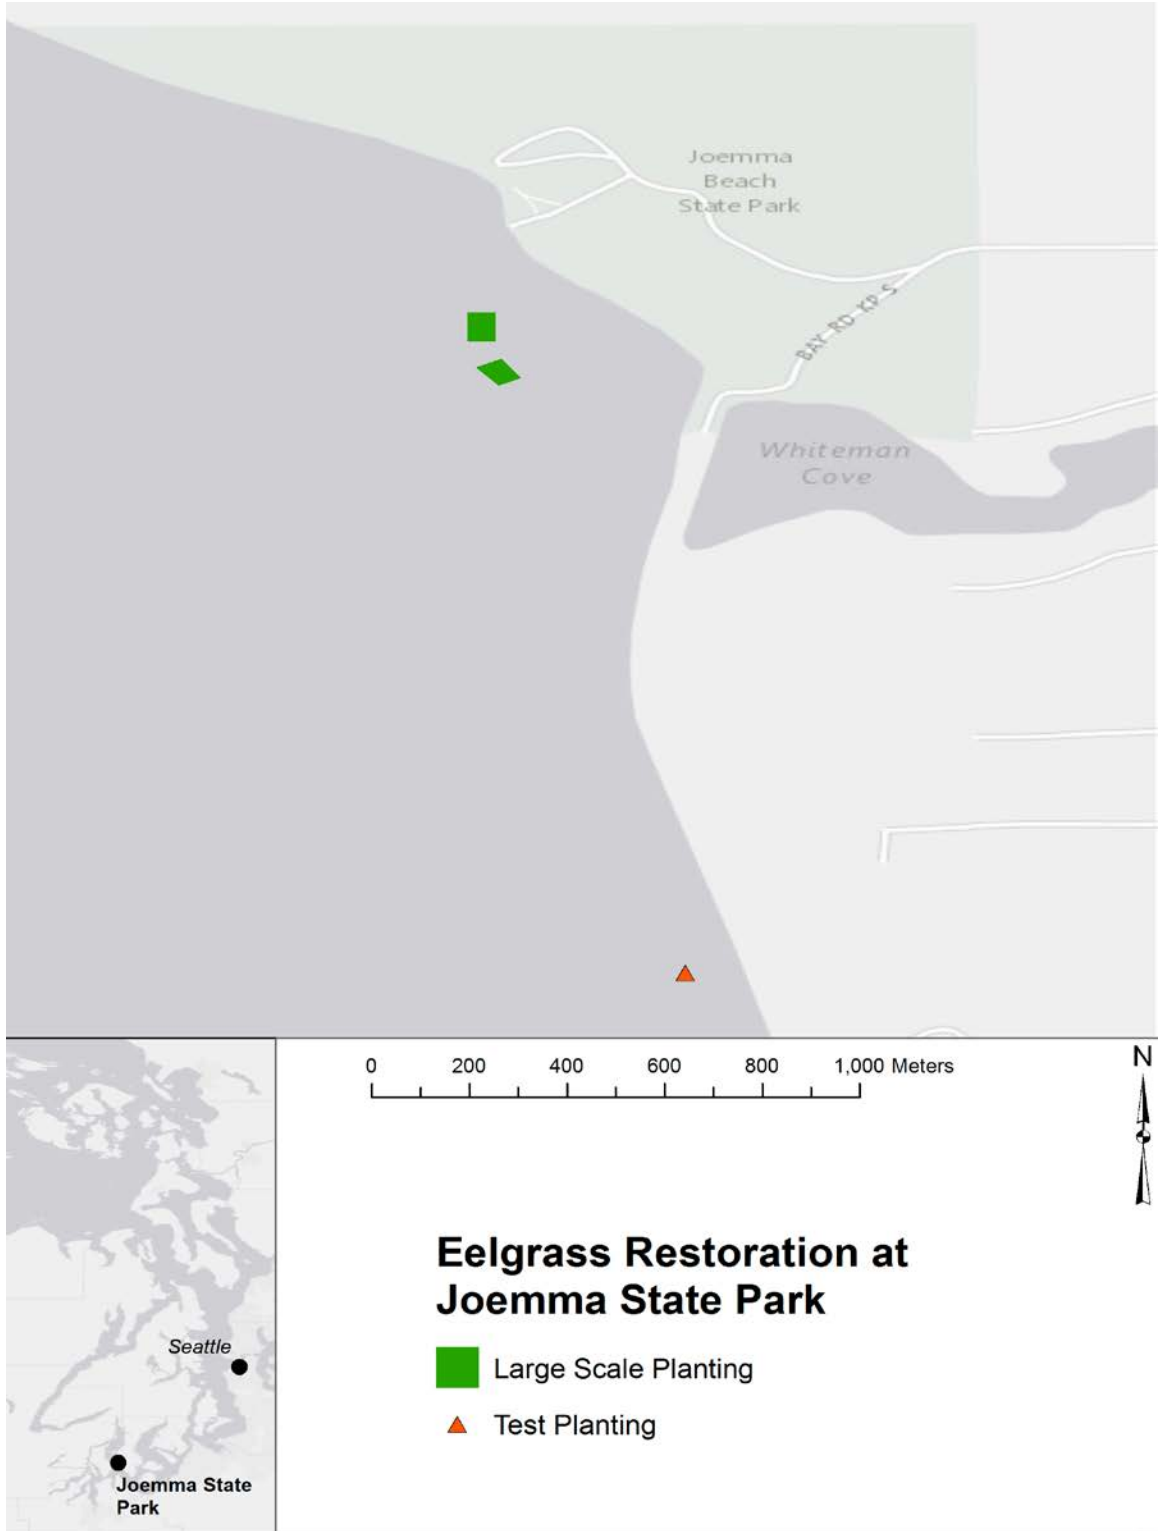 Joemma
Beach
State Park
BAY RD KP S
Whiteman
Cove
0 200 400 600 800 1,000 Meters
N
Eelgrass Restoration at
Joemma State Park
Large Scale Planting
Test Planting
Seattle
Joemma State
Park